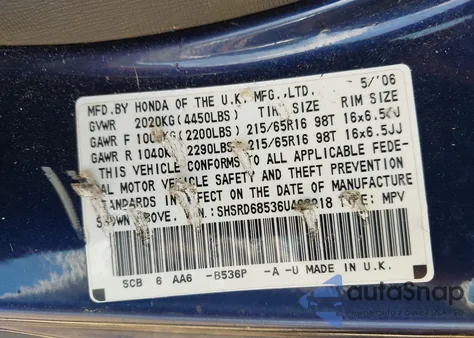 MFD.BY HONDA OF THE U.K. MFG.,LTD. 5/'06
GVWR 2020KG(4450LBS) TIRE SIZE RIM SIZE
GAWR F (2200LBS) 215/65R16 98T 16x6.5JJ
GAWR R 1040KG(2290LBS) 215/65R16 98T 16x6.5JJ
THIS VEHICLE CONFORMS TO ALL APPLICABLE FEDER-
AL MOTOR VEHICLE SAFETY AND THEFT PREVENTION
STANDARDS IN EFFECT ON THE DATE OF MANUFACTURE
SHOWN ABOVE. TYPE: MPV
SCB 6 AA6 -B536P -A -U MADE IN U.K.
autoSnap